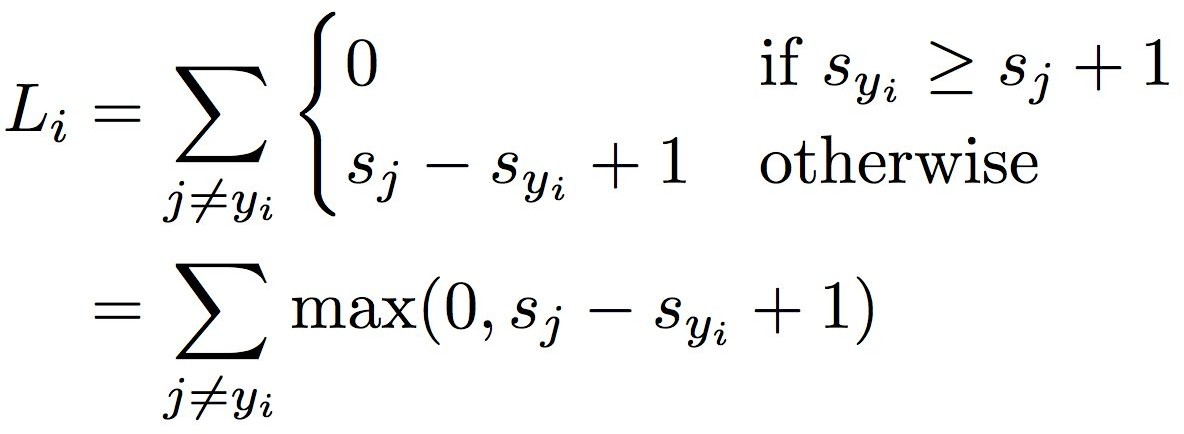 L_i = \sum_{j \neq y_i} \begin{cases} 0 & \text{if } s_{y_i} \geq s_j + 1 \\ s_j - s_{y_i} + 1 & \text{otherwise} \end{cases}
= \sum_{j \neq y_i} \max(0, s_j - s_{y_i} + 1)